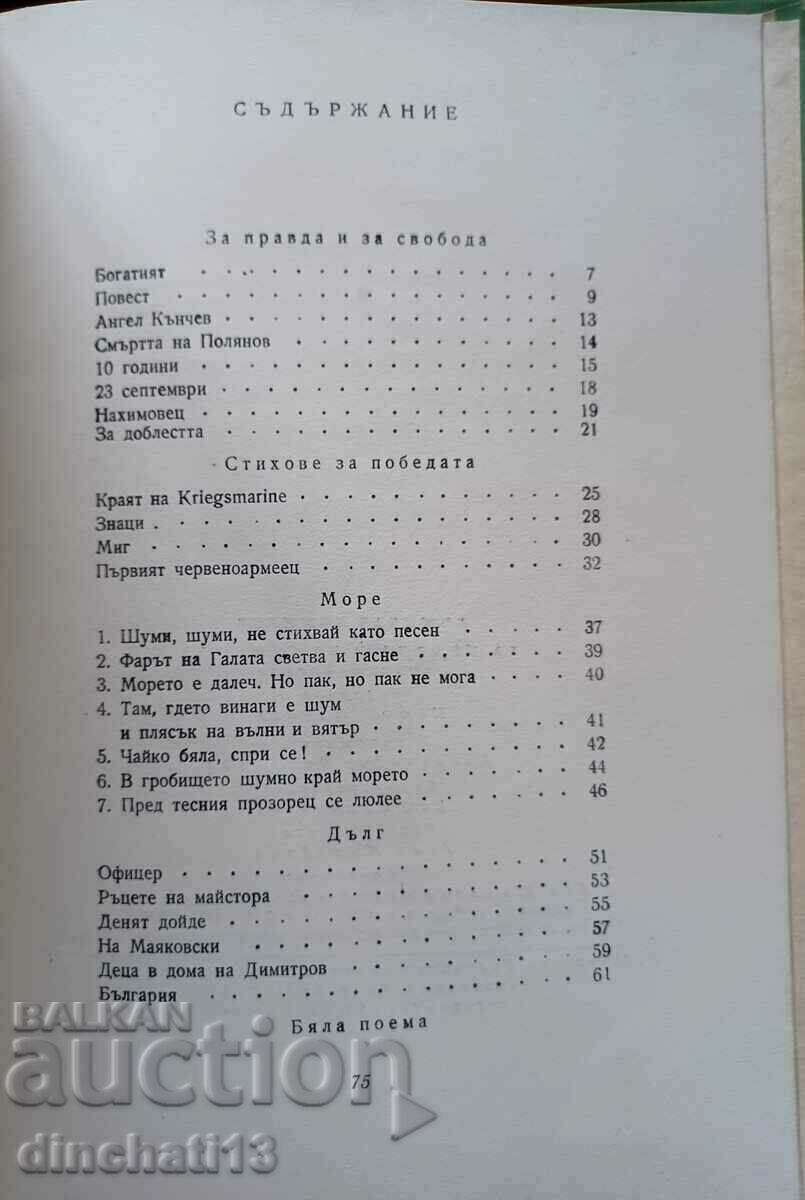 СЪДЪРЖАНИЕ
За правда и за свобода
Богатият . . . . . . . . . . . . . . . . 7
Повест . . . . . . . . . . . . . . . . . 9
Ангел Кънчев . . . . . . . . . . . . . . 13
Смъртта на Полянов . . . . . . . . . . . 14
10 години . . . . . . . . . . . . . . . 15
23 септември . . . . . . . . . . . . . . 18
Нахимовец . . . . . . . . . . . . . . . 19
За доблестта . . . . . . . . . . . . . . 21
Стихове за победата
Краят на Kriegsmarine . . . . . . . . . . 25
Знаци . . . . . . . . . . . . . . . . . 28
Миг . . . . . . . . . . . . . . . . . . 30
Първият червеноармеец . . . . . . . . . . 32
Море
1. Шуми, шуми, не стихвай като песен . . . . . 37
2. Фарът на Галата светва и гасне . . . . . . 39
3. Морето е далеч. Но пак, но пак не мога . . . . 40
4. Там, гдето винаги е шум
и плясък на вълни и вятър . . . . . . . . 41
5. Чайко бяла, спри се! . . . . . . . . . . 42
6. В гробището шумно край морето . . . . . . 44
7. Пред тесния прозорец се люлее . . . . . . 46
Дълг
Офицер . . . . . . . . . . . . . . . . 51
Ръцете на майстора . . . . . . . . . . . 53
Денят дойде . . . . . . . . . . . . . . 55
На Маяковски . . . . . . . . . . . . . . 57
Деца в дома на Димитров . . . . . . . . . 59
България . . . . . . . . . . . . . . . 61
Бяла поема
75
BALKAN
auction
dinchati13